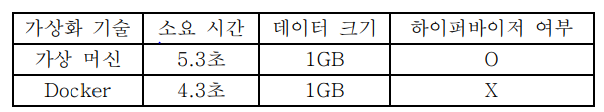 가상화 기술 소요 시간 데이터 크기 하이퍼바이저 여부
가상 머신 5.3초 1GB O
Docker 4.3초 1GB X